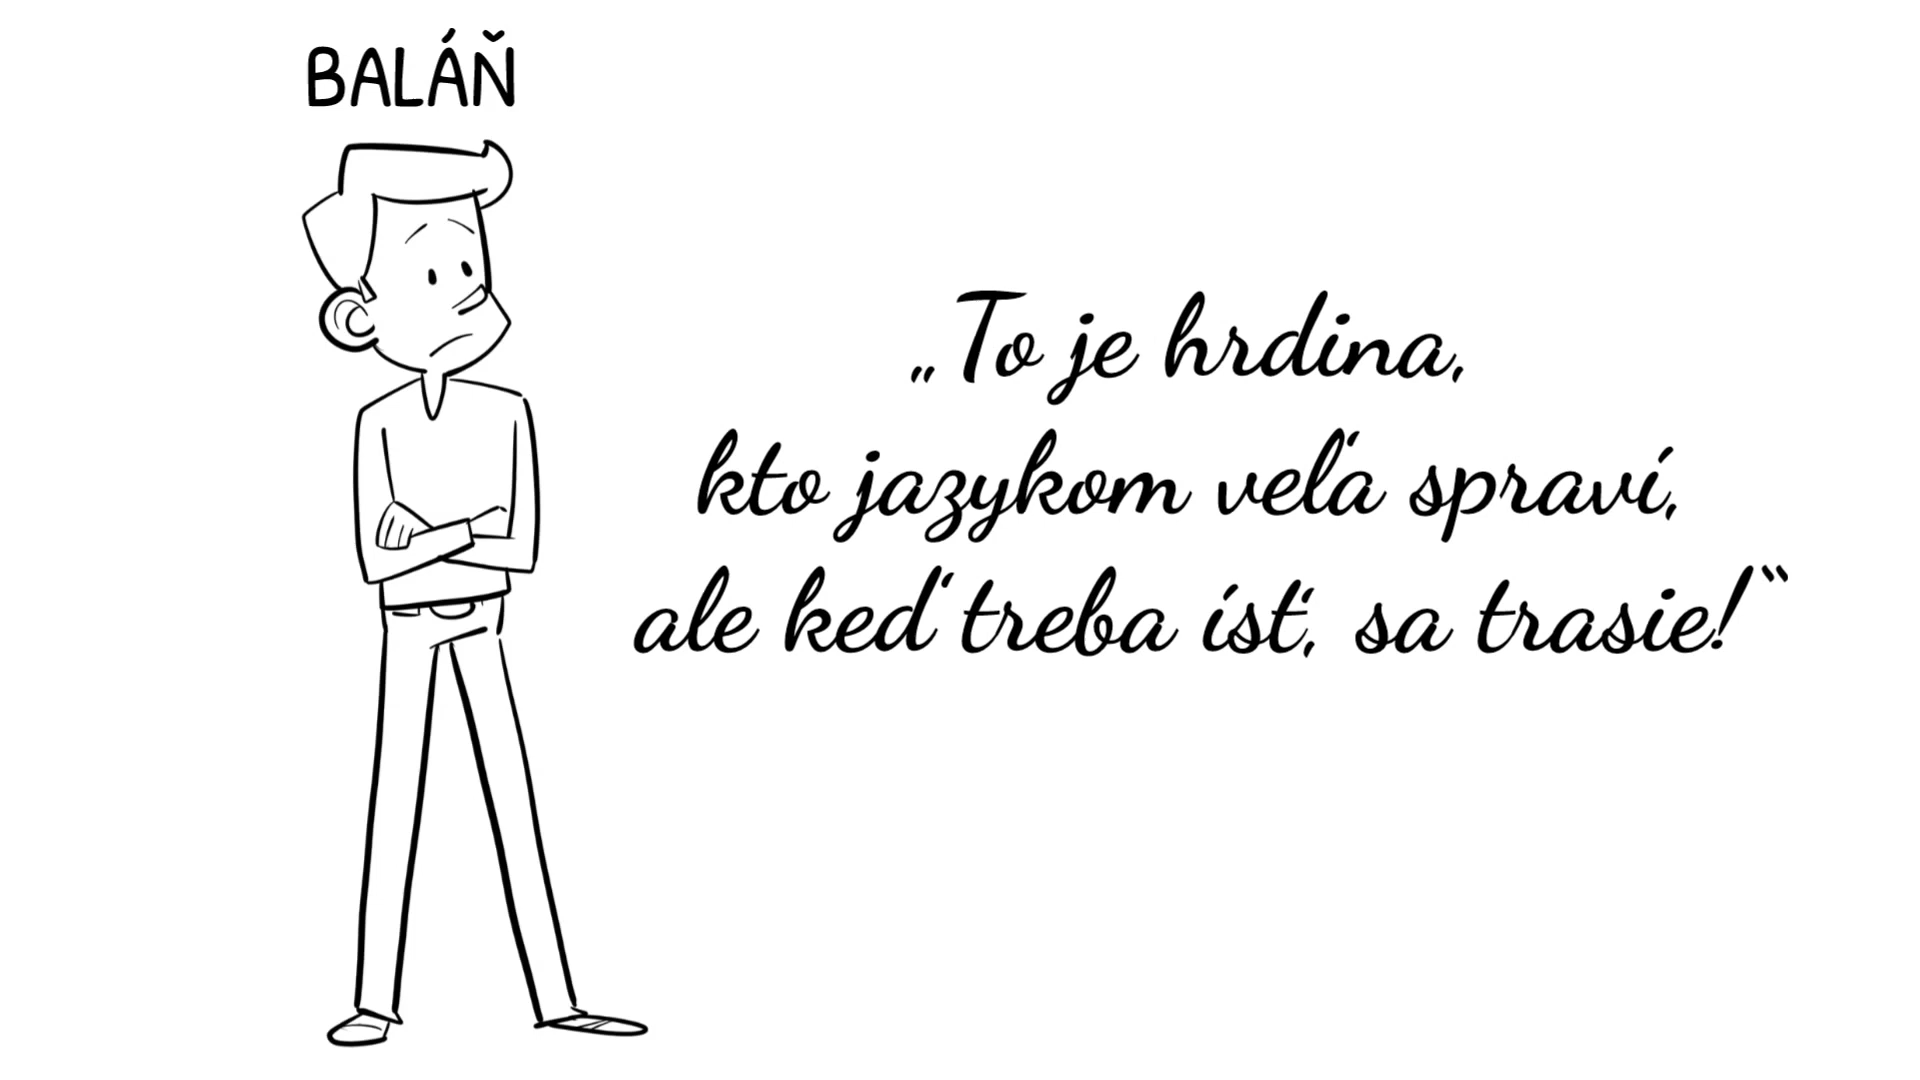 BALÁŇ
„To je hrdina,
kto jazykom veľa spraví,
ale keď treba ísť, sa trasie!“